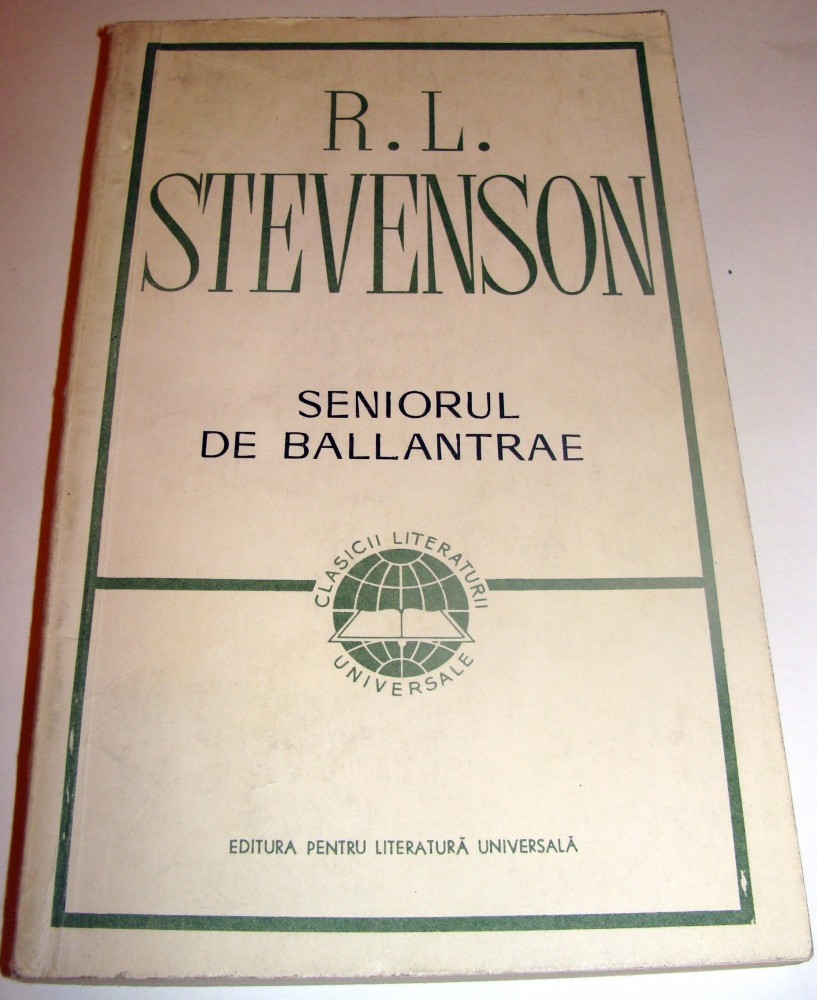 R. L.
STEVENSON
SENIORUL
DE BALLANTRAE
CLASICII LITERATURII
UNIVERSALE
EDITURA PENTRU LITERATURĂ UNIVERSALĂ